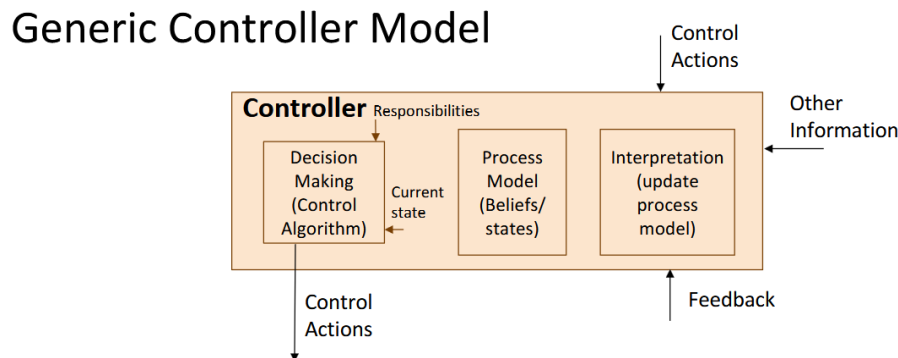 Generic Controller Model
Control
Actions
Controller Responsibilities
Other
Information
Decision
Making
(Control
Algorithm)
Current
state
Process
Model
(Beliefs/
states)
Interpretation
(update
process
model)
Control
Actions
Feedback